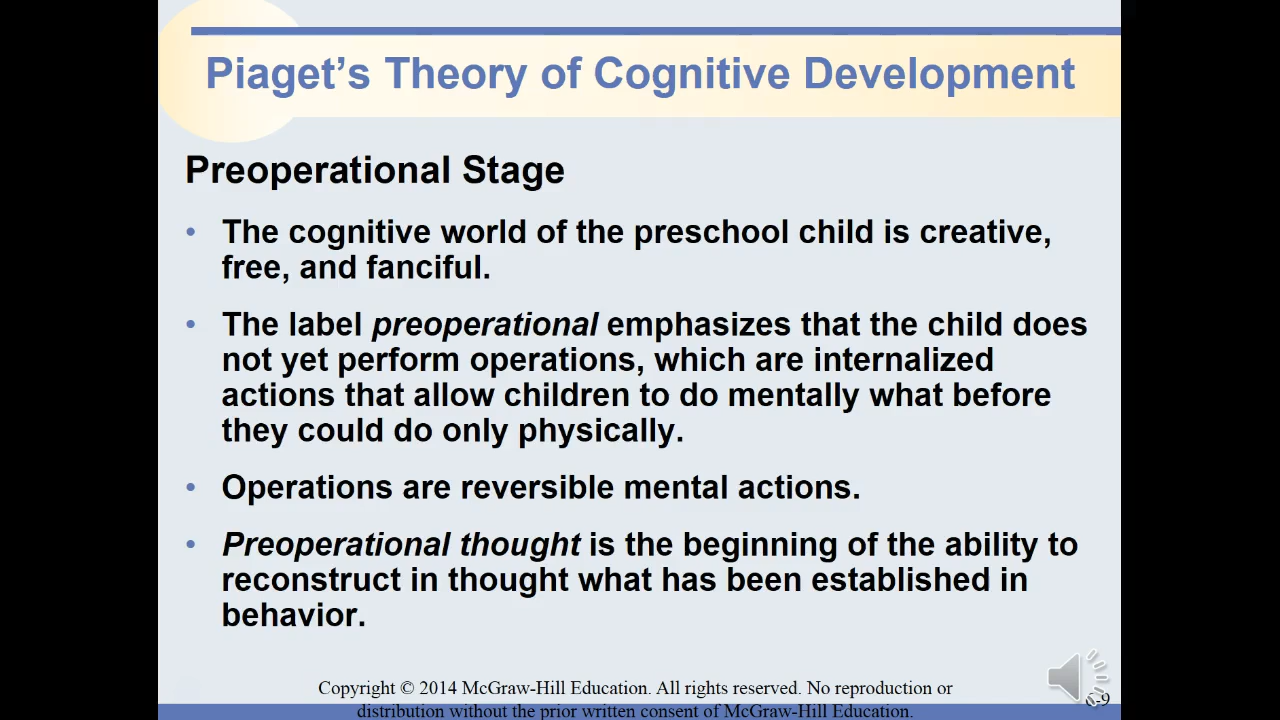 Piaget’s Theory of Cognitive Development
Preoperational Stage
• The cognitive world of the preschool child is creative,
free, and fanciful.
• The label preoperational emphasizes that the child does
not yet perform operations, which are internalized
actions that allow children to do mentally what before
they could do only physically.
• Operations are reversible mental actions.
• Preoperational thought is the beginning of the ability to
reconstruct in thought what has been established in
behavior.
Copyright © 2014 McGraw-Hill Education. All rights reserved. No reproduction or
distribution without the prior written consent of McGraw-Hill Education.